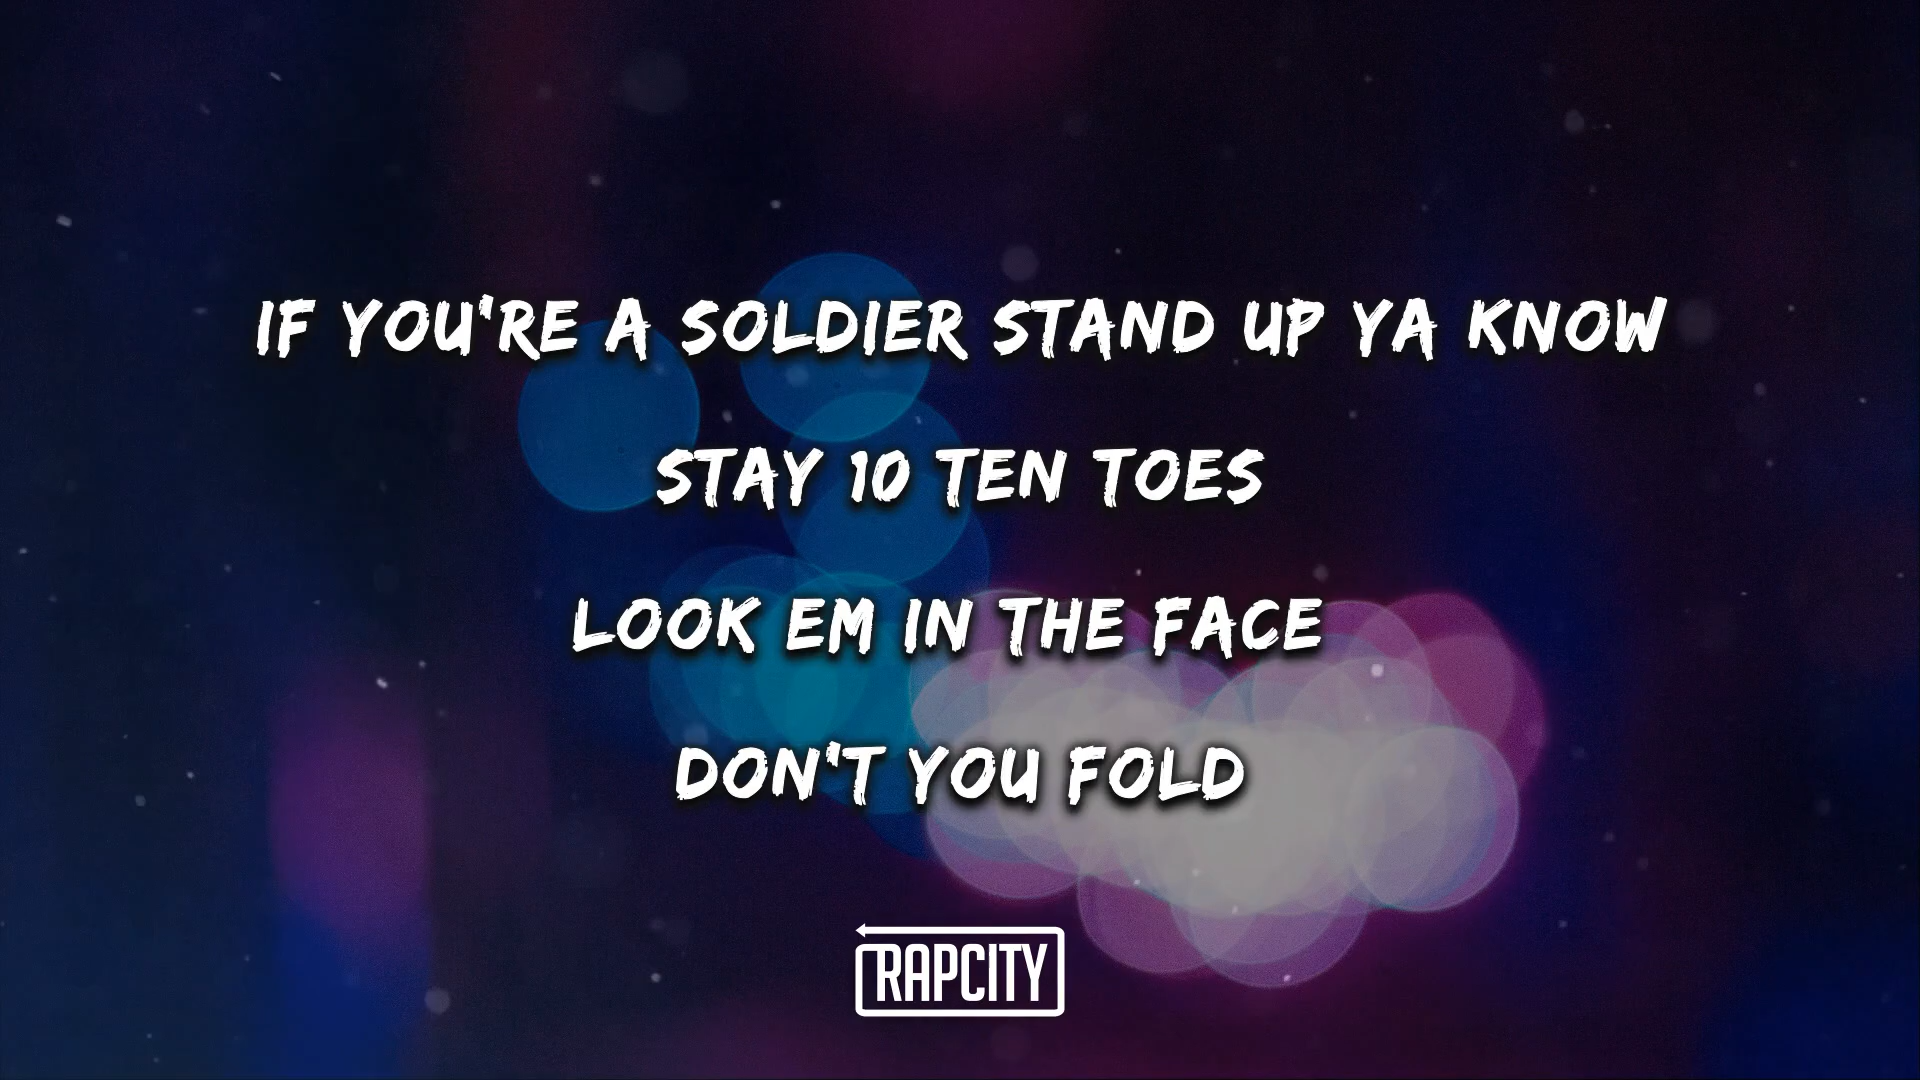 IF YOU'RE A SOLDIER STAND UP YA KNOW
STAY 10 TEN TOES
LOOK EM IN THE FACE
DON'T YOU FOLD
RAPCITY